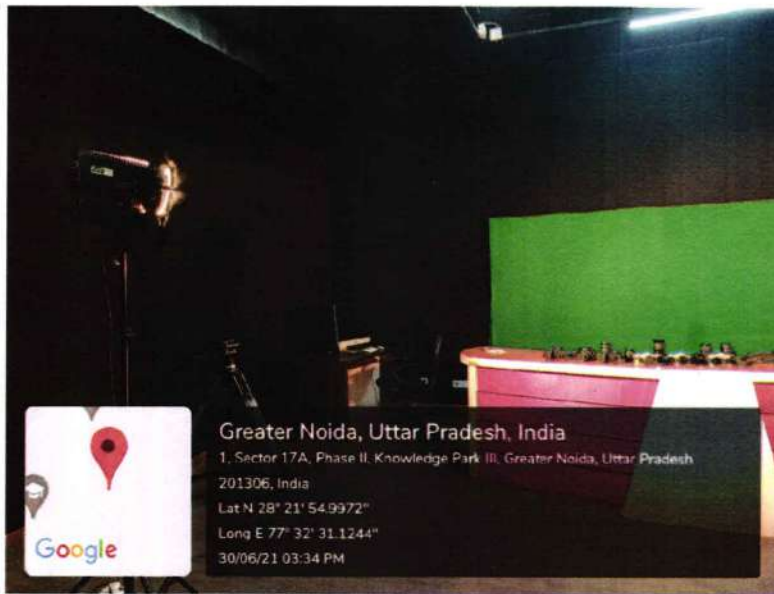 Greater Noida, Uttar Pradesh, India
1, Sector 17A, Phase II, Knowledge Park III, Greater Noida, Uttar Pradesh
201306, India
Lat N 28° 21' 54.9972"
Long E 77° 32' 31.1244"
30/06/21 03:34 PM
Google